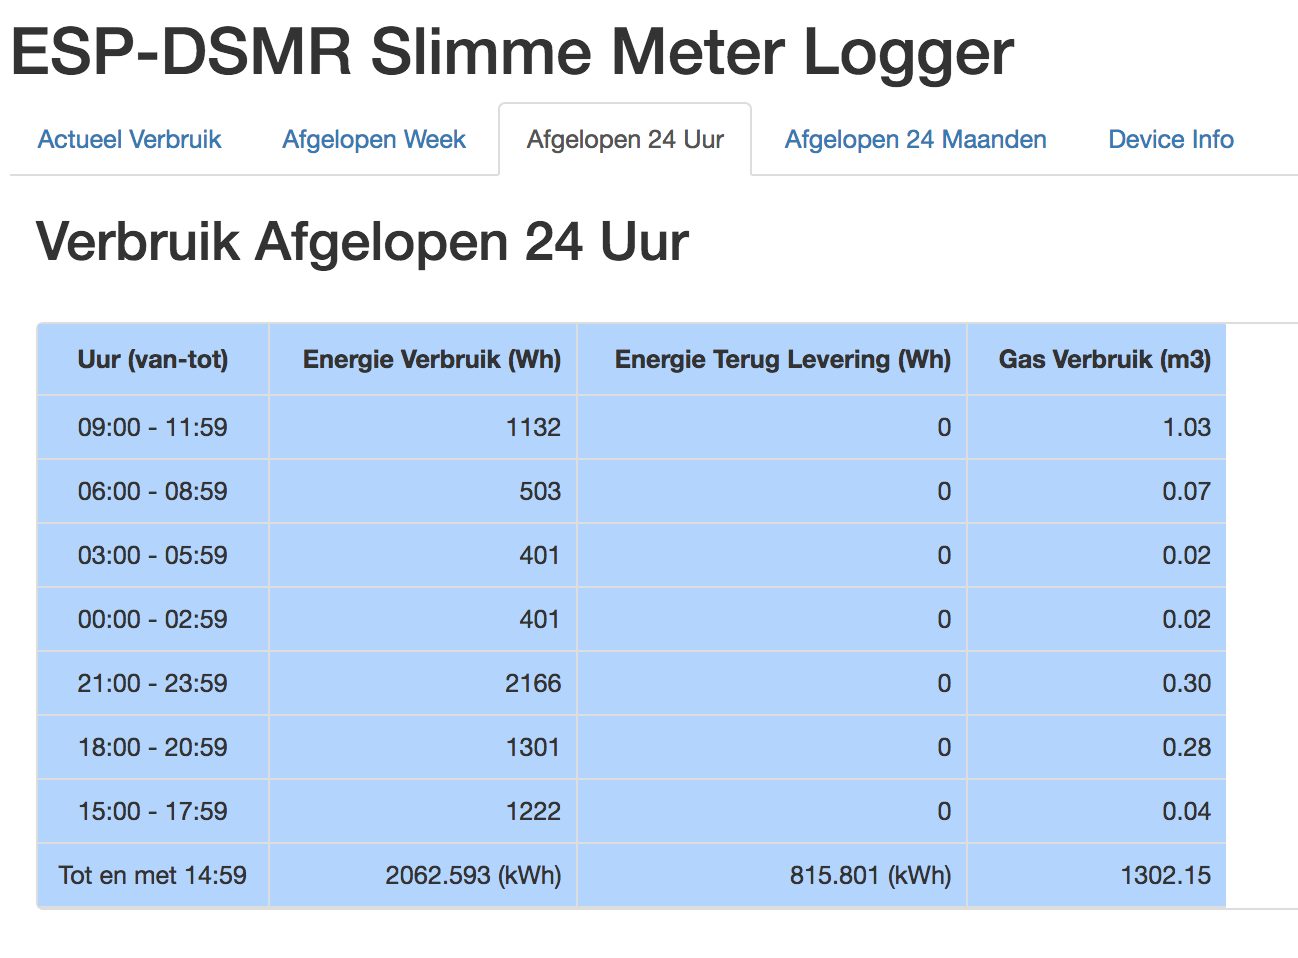 ESP-DSMR Slimme Meter Logger
Actueel Verbruik Afgelopen Week Afgelopen 24 Uur Afgelopen 24 Maanden Device Info
Verbruik Afgelopen 24 Uur
Uur (van-tot) Energie Verbruik (Wh) Energie Terug Levering (Wh) Gas Verbruik (m3)
09:00 - 11:59 1132 0 1.03
06:00 - 08:59 503 0 0.07
03:00 - 05:59 401 0 0.02
00:00 - 02:59 401 0 0.02
21:00 - 23:59 2166 0 0.30
18:00 - 20:59 1301 0 0.28
15:00 - 17:59 1222 0 0.04
Tot en met 14:59 2062.593 (kWh) 815.801 (kWh) 1302.15